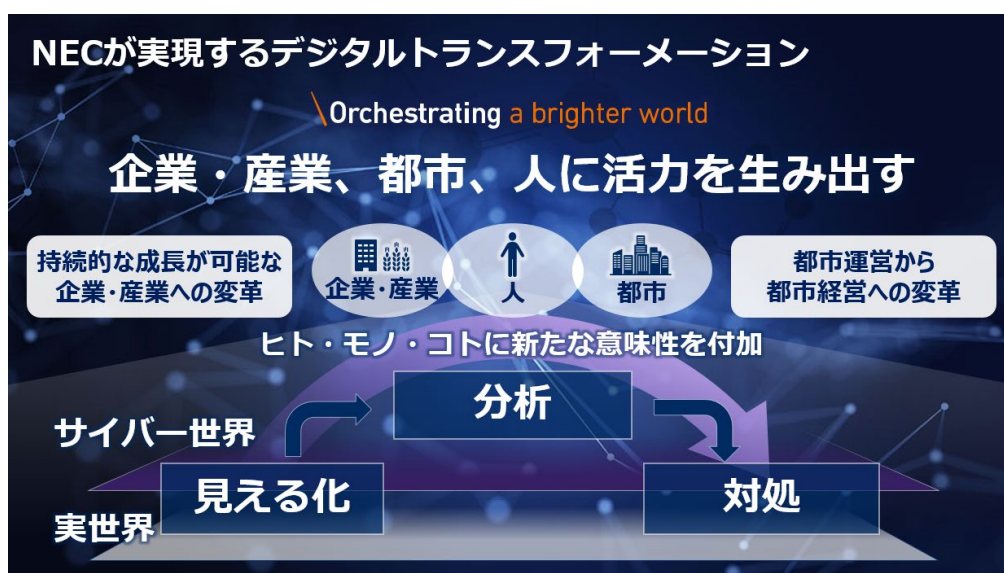 NECが実現するデジタルトランスフォーメーション
\Orchestrating a brighter world
企業・産業、都市、人に活力を生み出す
持続的な成長が可能な
企業・産業への変革
企業・産業
人
都市
都市運営から
都市経営への変革
ヒト・モノ・コトに新たな意味性を付加
分析
サイバー世界
見える化
対処
実世界